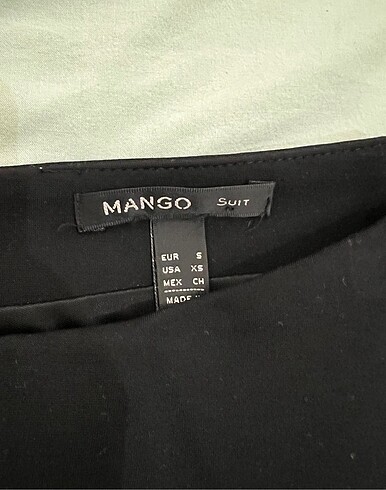 MANGO SUIT
EUR S
USA XS
MEX CH
MADE